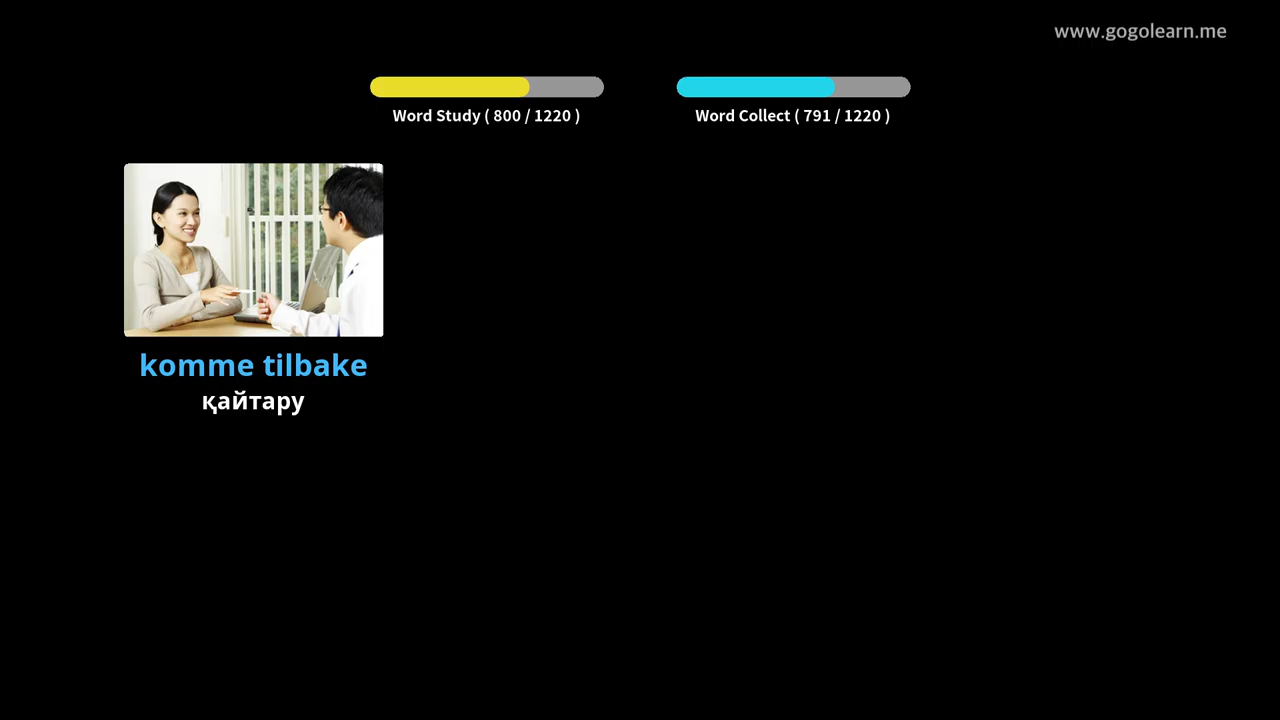 www.gogolearn.me
Word Study ( 800 / 1220 )
Word Collect ( 791 / 1220 )
komme tilbake
қайтару